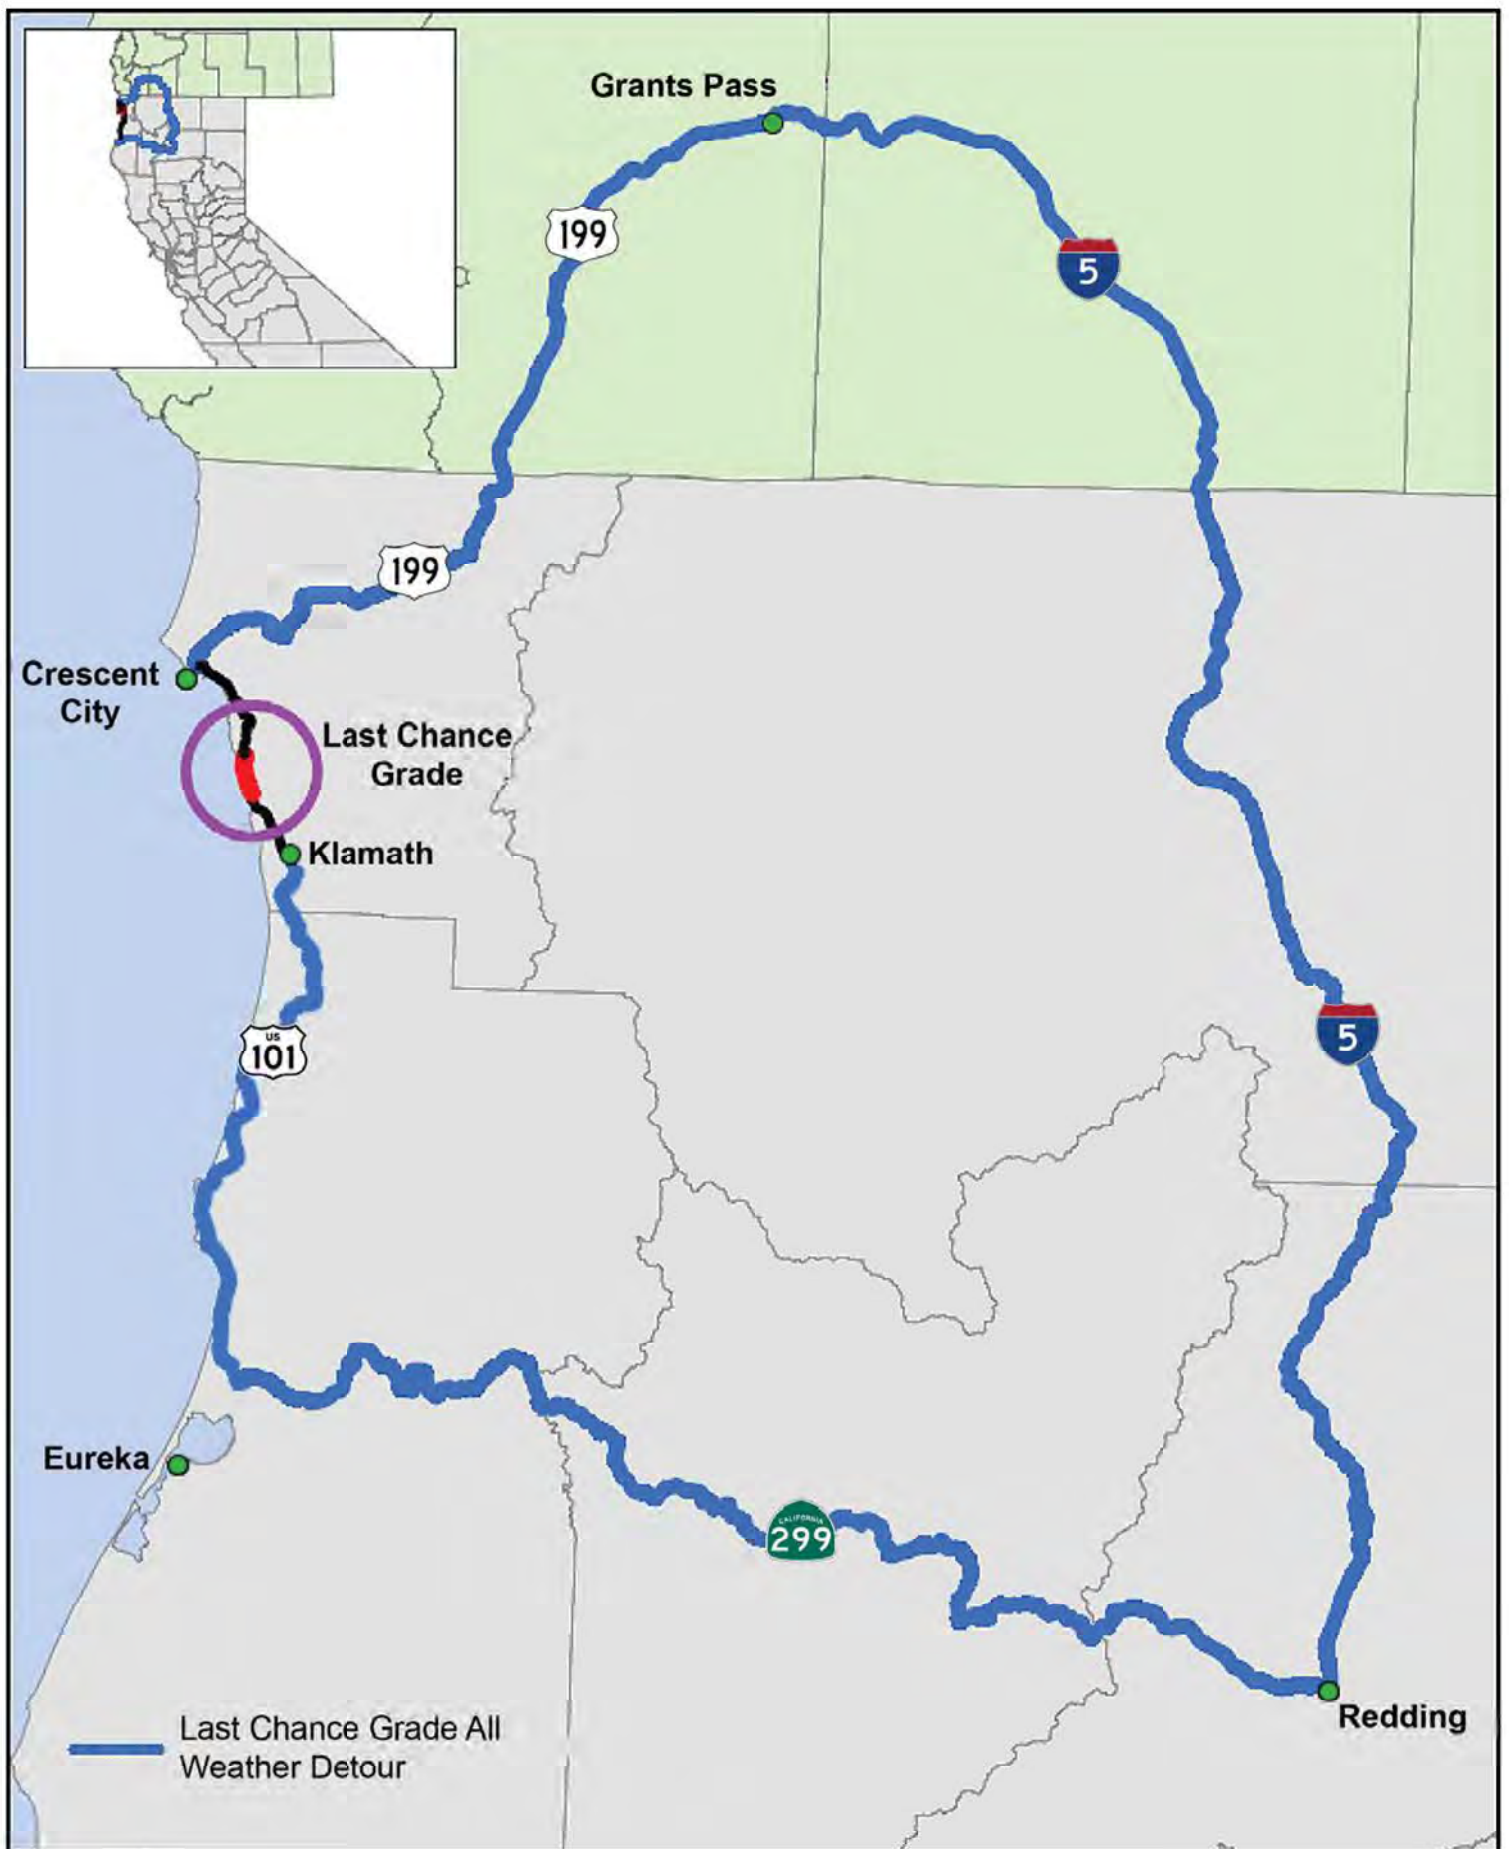 Grants Pass
199
5
199
Crescent
City
Last Chance
Grade
Klamath
US
101
5
Eureka
CALIFORNIA
299
Redding
Last Chance Grade All
Weather Detour